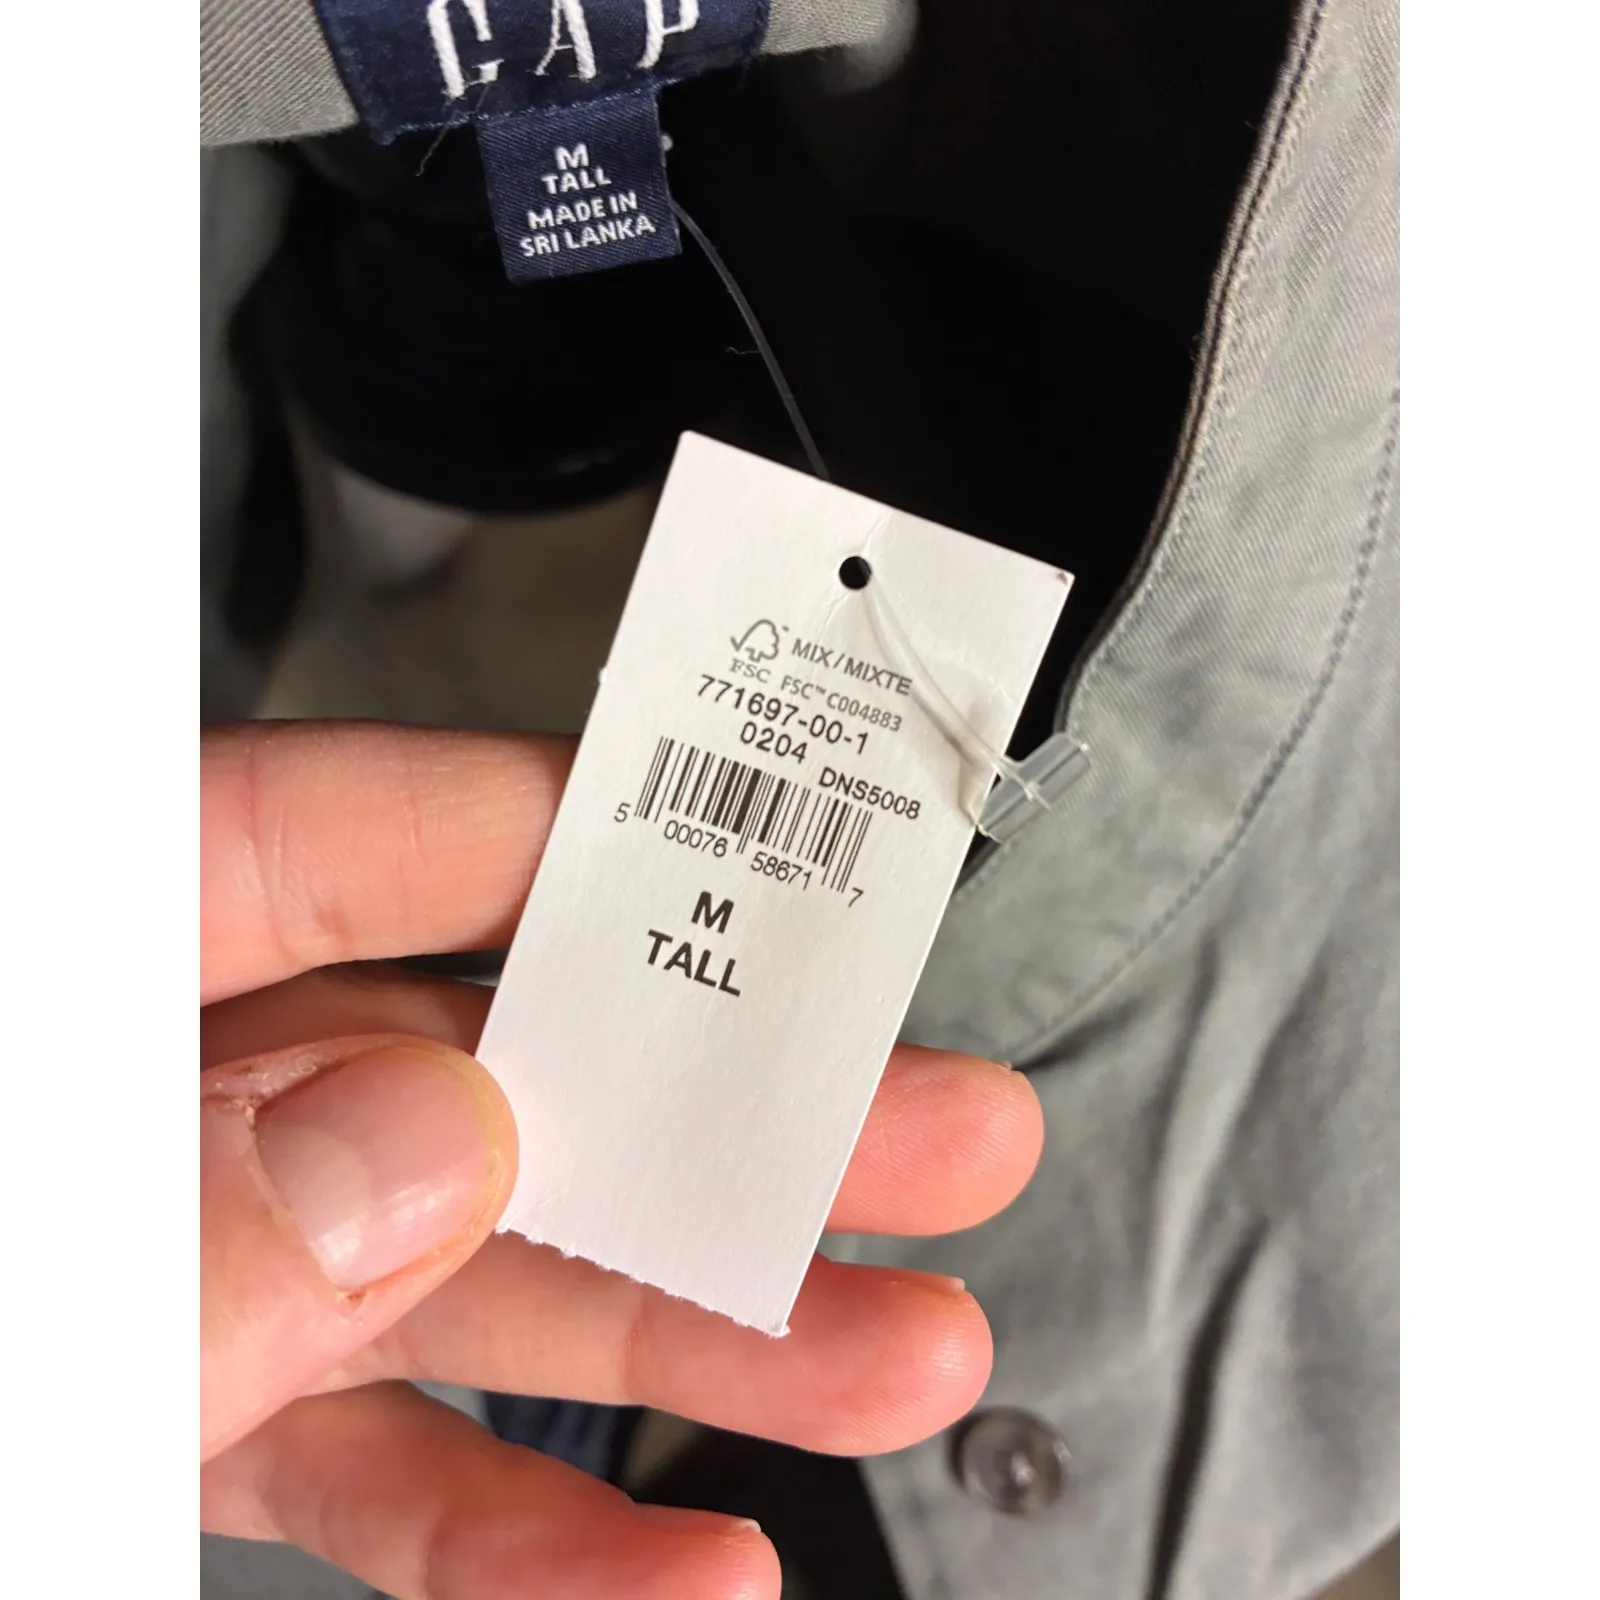 GAP
M
TALL
MADE IN
SRI LANKA
MIX/MIXTE
FSC FSC™ C004883
771697-00-1
0204 DNS5008
5 00076 58671 7
M
TALL